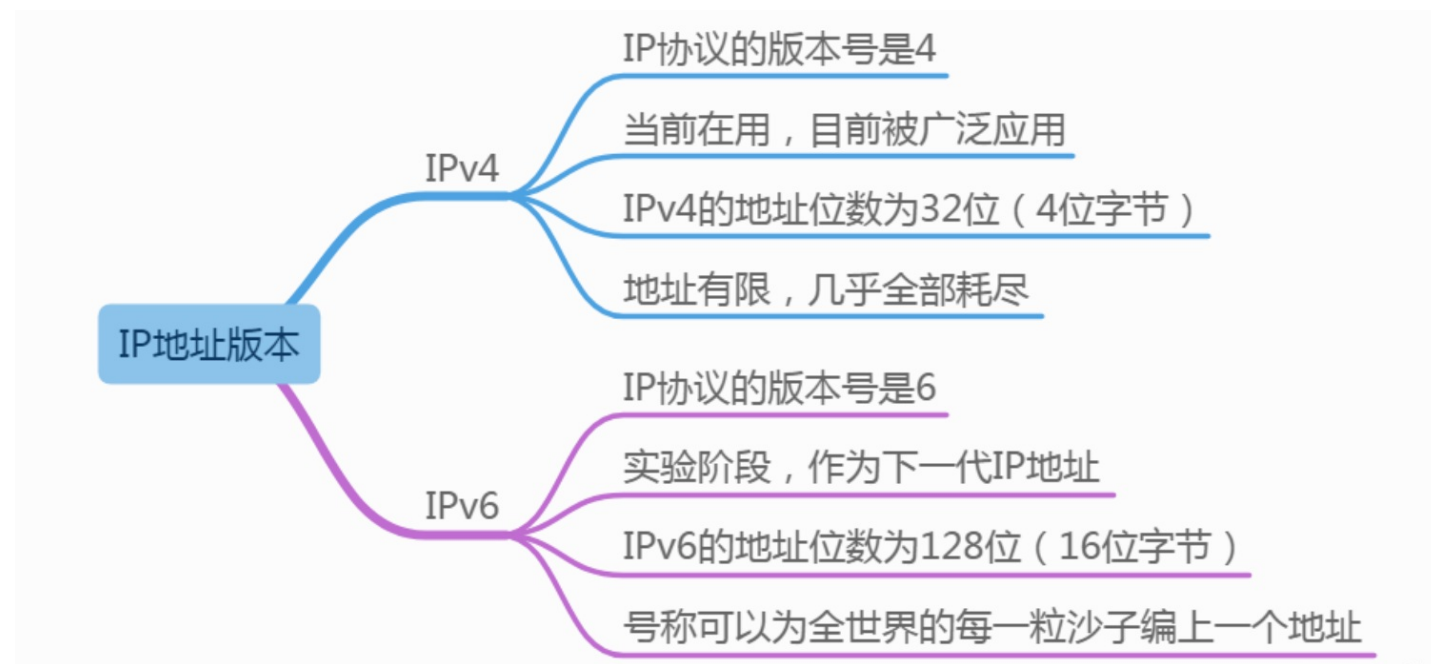 IP地址版本
IPv4
IP协议的版本号是4
当前在用，目前被广泛应用
IPv4的地址位数为32位（4位字节）
地址有限，几乎全部耗尽
IPv6
IP协议的版本号是6
实验阶段，作为下一代IP地址
IPv6的地址位数为128位（16位字节）
号称可以为全世界的每一粒沙子编上一个地址